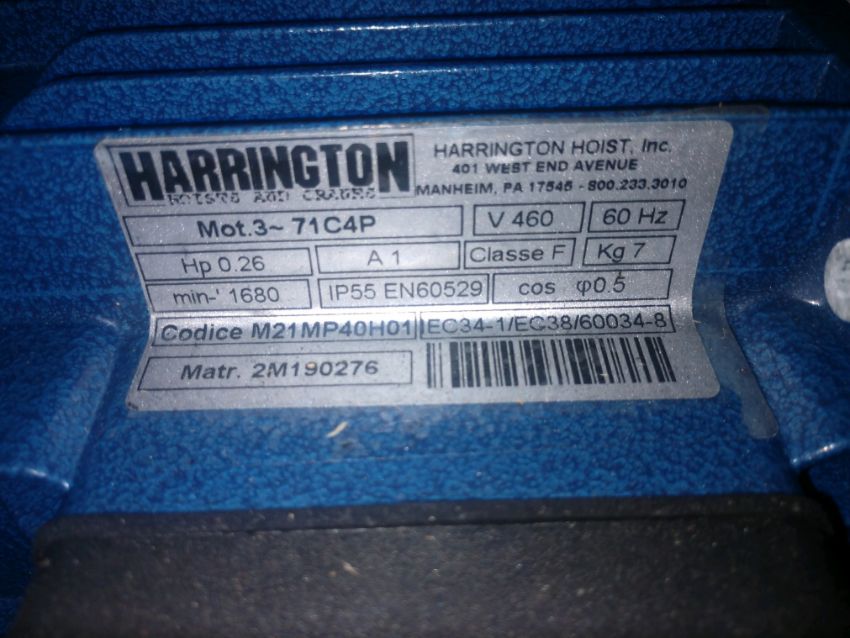 HARRINGTON
HOISTS AND CRANES
HARRINGTON HOIST, Inc.
401 WEST END AVENUE
MANHEIM, PA 17545 - 800.233.3010
Mot.3~ 71C4P V 460 60 Hz
Hp 0.26 A 1 Classe F Kg 7
min-' 1680 IP55 EN60529 cos φ0.5
Codice M21MP40H01 EC34-1/EC38/60034-8
Matr. 2M190276